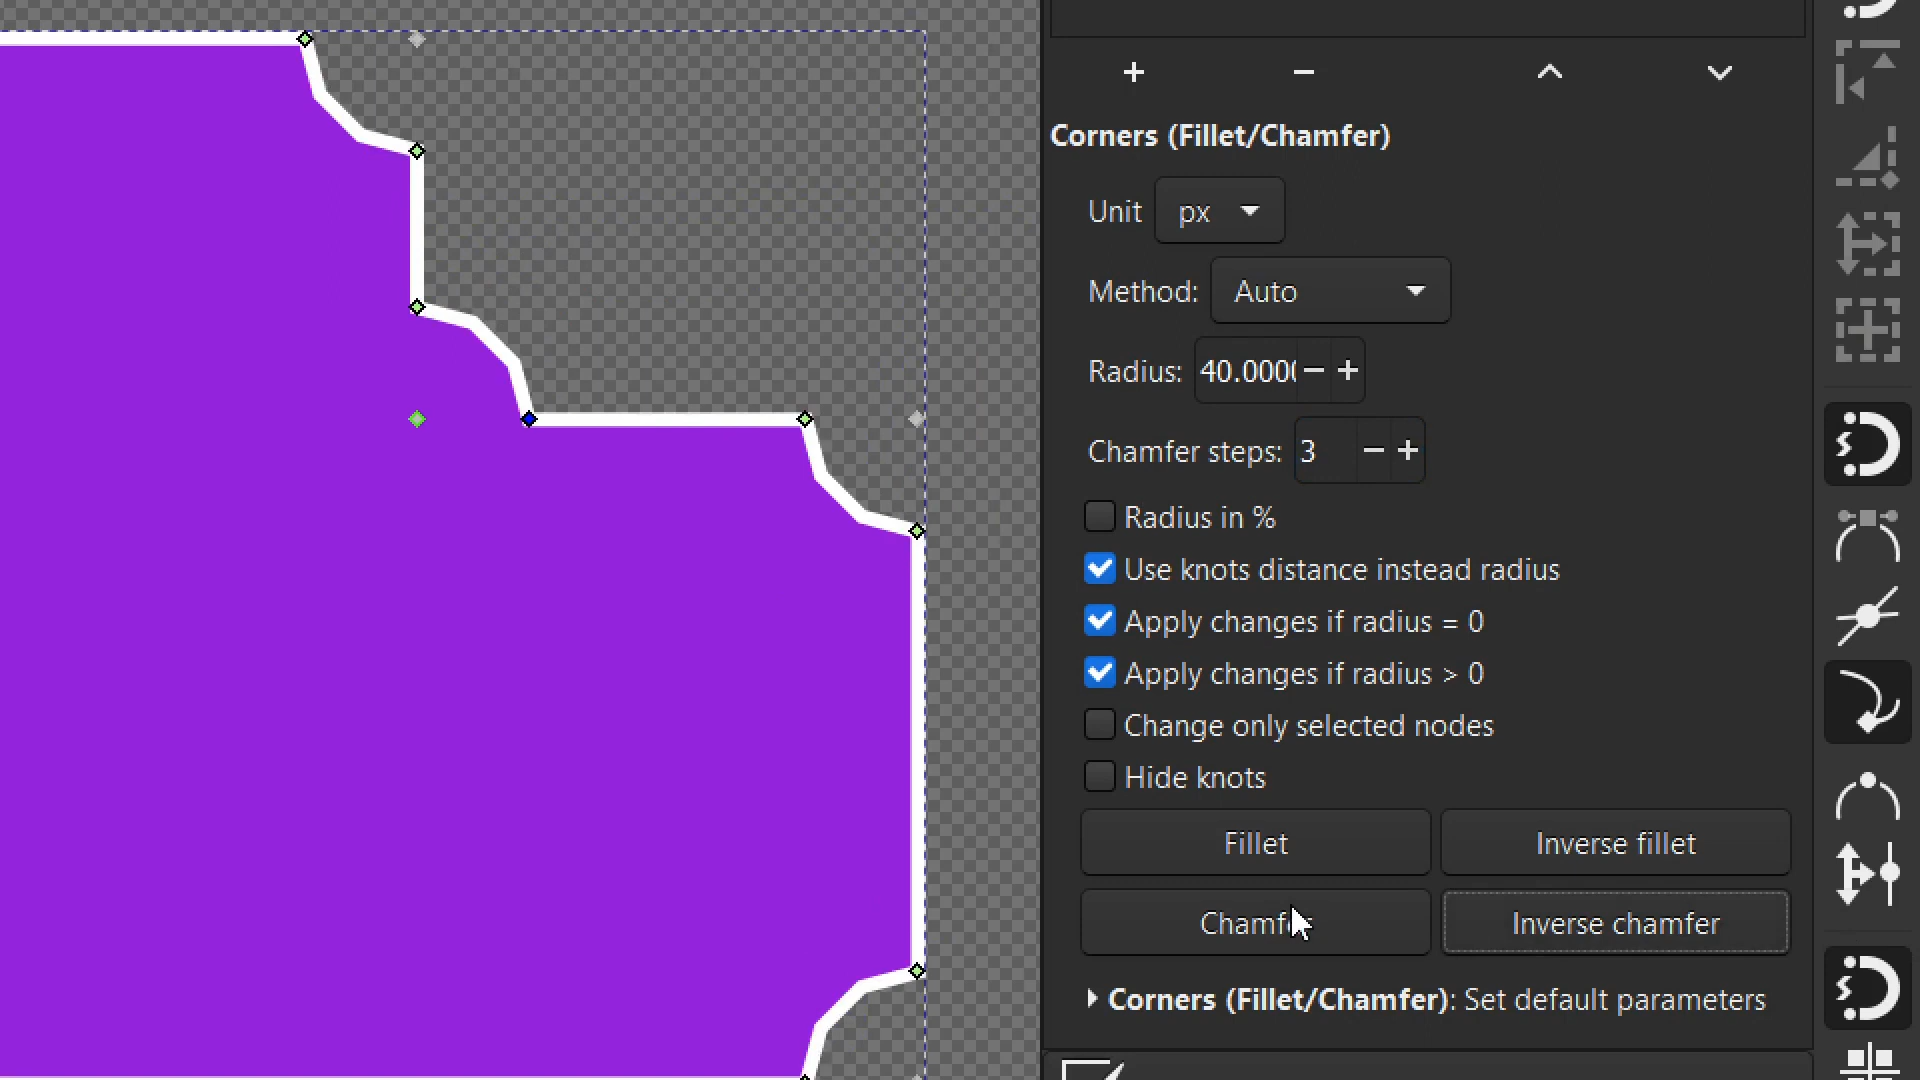 Corners (Fillet/Chamfer)
Unit px
Method: Auto
Radius: 40.000
Chamfer steps: 3
Radius in %
Use knots distance instead radius
Apply changes if radius = 0
Apply changes if radius > 0
Change only selected nodes
Hide knots
Fillet Inverse fillet
Chamfer Inverse chamfer
Corners (Fillet/Chamfer): Set default parameters